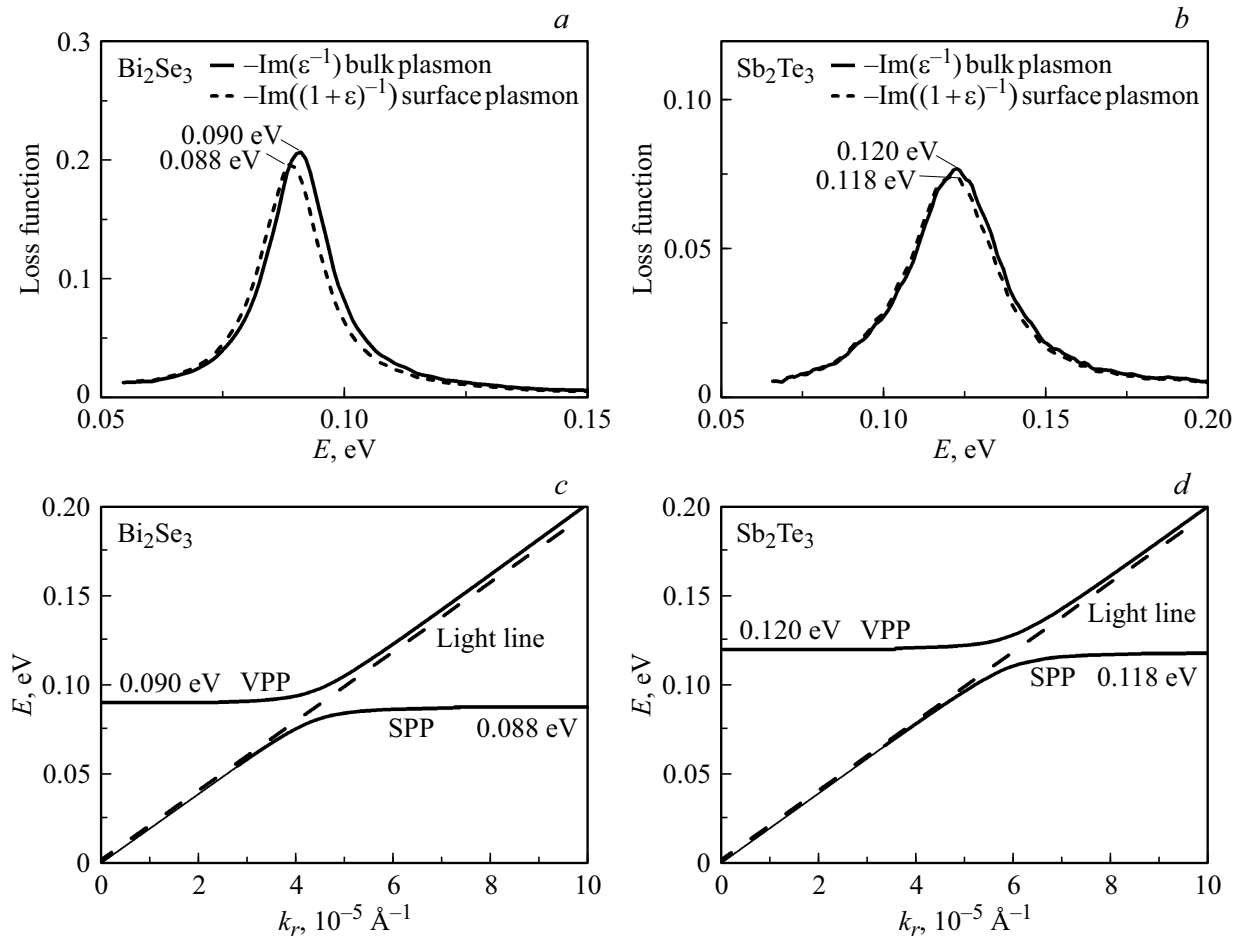 a
0.3
Bi₂Se₃
–Im(ε⁻¹) bulk plasmon
–Im((1 + ε)⁻¹) surface plasmon
0.090 eV
0.088 eV
0.2
0.1
0
Loss function
0.05
0.10
0.15
E, eV
b
Sb₂Te₃
–Im(ε⁻¹) bulk plasmon
–Im((1 + ε)⁻¹) surface plasmon
0.10
0.120 eV
0.118 eV
0.05
0
Loss function
0.05
0.10
0.15
0.20
E, eV
c
0.20
Bi₂Se₃
0.15
Light line
0.10
0.090 eV VPP
SPP 0.088 eV
0.05
0
E, eV
0
2
4
6
8
10
kᵣ, 10⁻⁵ Å⁻¹
d
0.20
Sb₂Te₃
0.15
Light line
0.120 eV VPP
SPP 0.118 eV
0.10
0.05
0
E, eV
0
2
4
6
8
10
kᵣ, 10⁻⁵ Å⁻¹